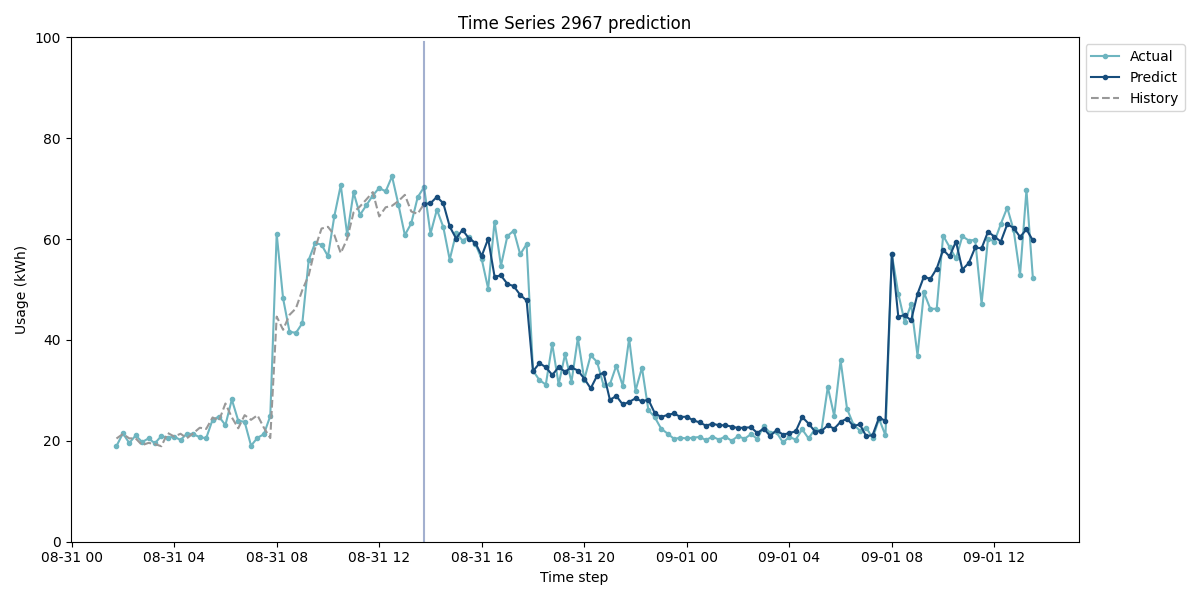 Time Series 2967 prediction
100
80
60
40
20
0
Usage (kWh)
08-31 00
08-31 04
08-31 08
08-31 12
08-31 16
08-31 20
09-01 00
09-01 04
09-01 08
09-01 12
Time step
Actual
Predict
History